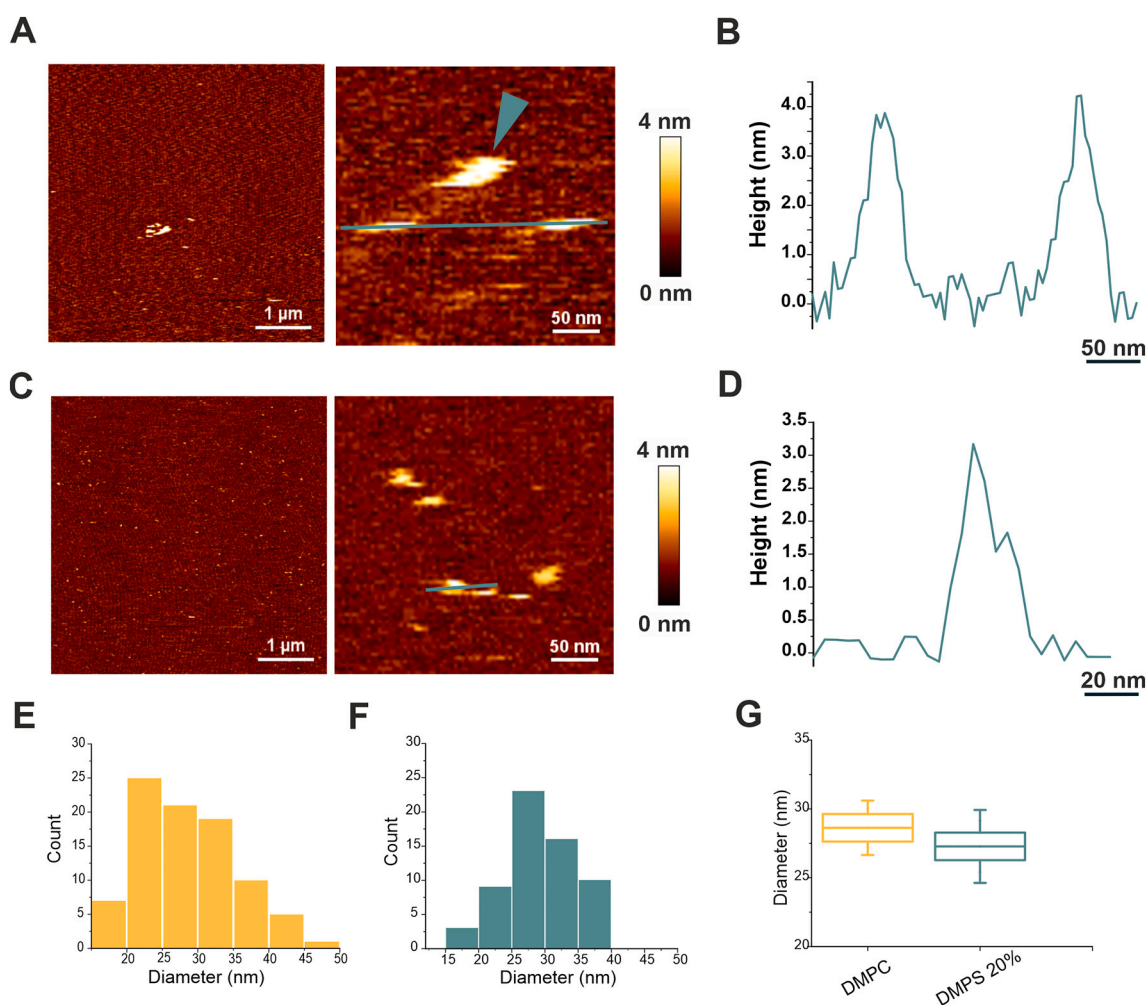 A
B
4 nm
0 nm
1 µm
50 nm
Height (nm)
4.0
3.0
2.0
1.0
0.0
50 nm
C
D
4 nm
0 nm
1 µm
50 nm
Height (nm)
3.5
3.0
2.5
2.0
1.5
1.0
0.5
0.0
20 nm
E
F
G
Count
30
25
20
15
10
5
0
20 25 30 35 40 45 50
Diameter (nm)
Count
30
25
20
15
10
5
0
15 20 25 30 35 40 45 50
Diameter (nm)
Diameter (nm)
35
30
25
20
DMPC
DMPS 20%